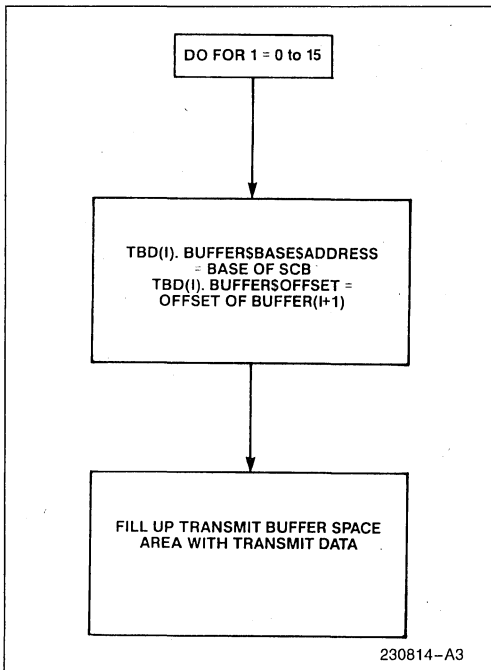 DO FOR 1 = 0 to 15
TBD(I). BUFFER$BASE$ADDRESS
= BASE OF SCB
TBD(I). BUFFER$OFFSET =
OFFSET OF BUFFER(I+1)
FILL UP TRANSMIT BUFFER SPACE
AREA WITH TRANSMIT DATA
230814–A3